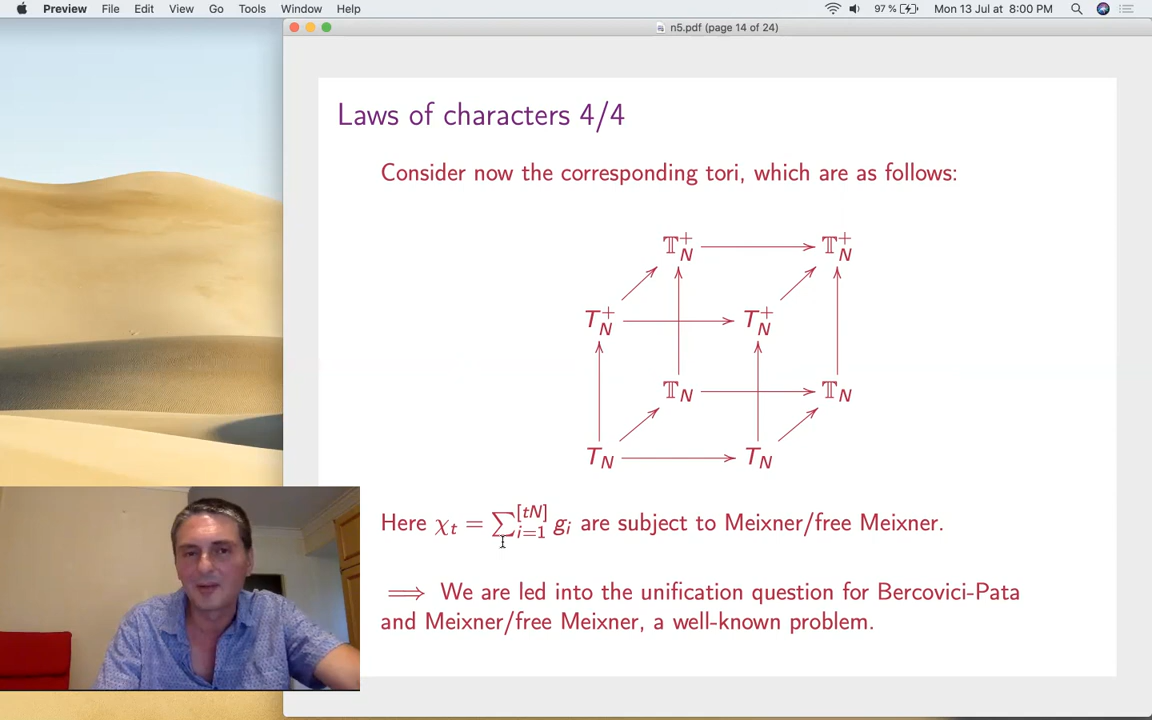 Preview File Edit View Go Tools Window Help 97 % Mon 13 Jul at 8:00 PM
n5.pdf (page 14 of 24)
Laws of characters 4/4
Consider now the corresponding tori, which are as follows:
𝕋_N^+ 𝕋_N^+
T_N^+ T_N^+
𝕋_N 𝕋_N
T_N T_N
Here χ_t = ∑_{i=1}^{[tN]} g_i are subject to Meixner/free Meixner.
⟹ We are led into the unification question for Bercovici-Pata
and Meixner/free Meixner, a well-known problem.